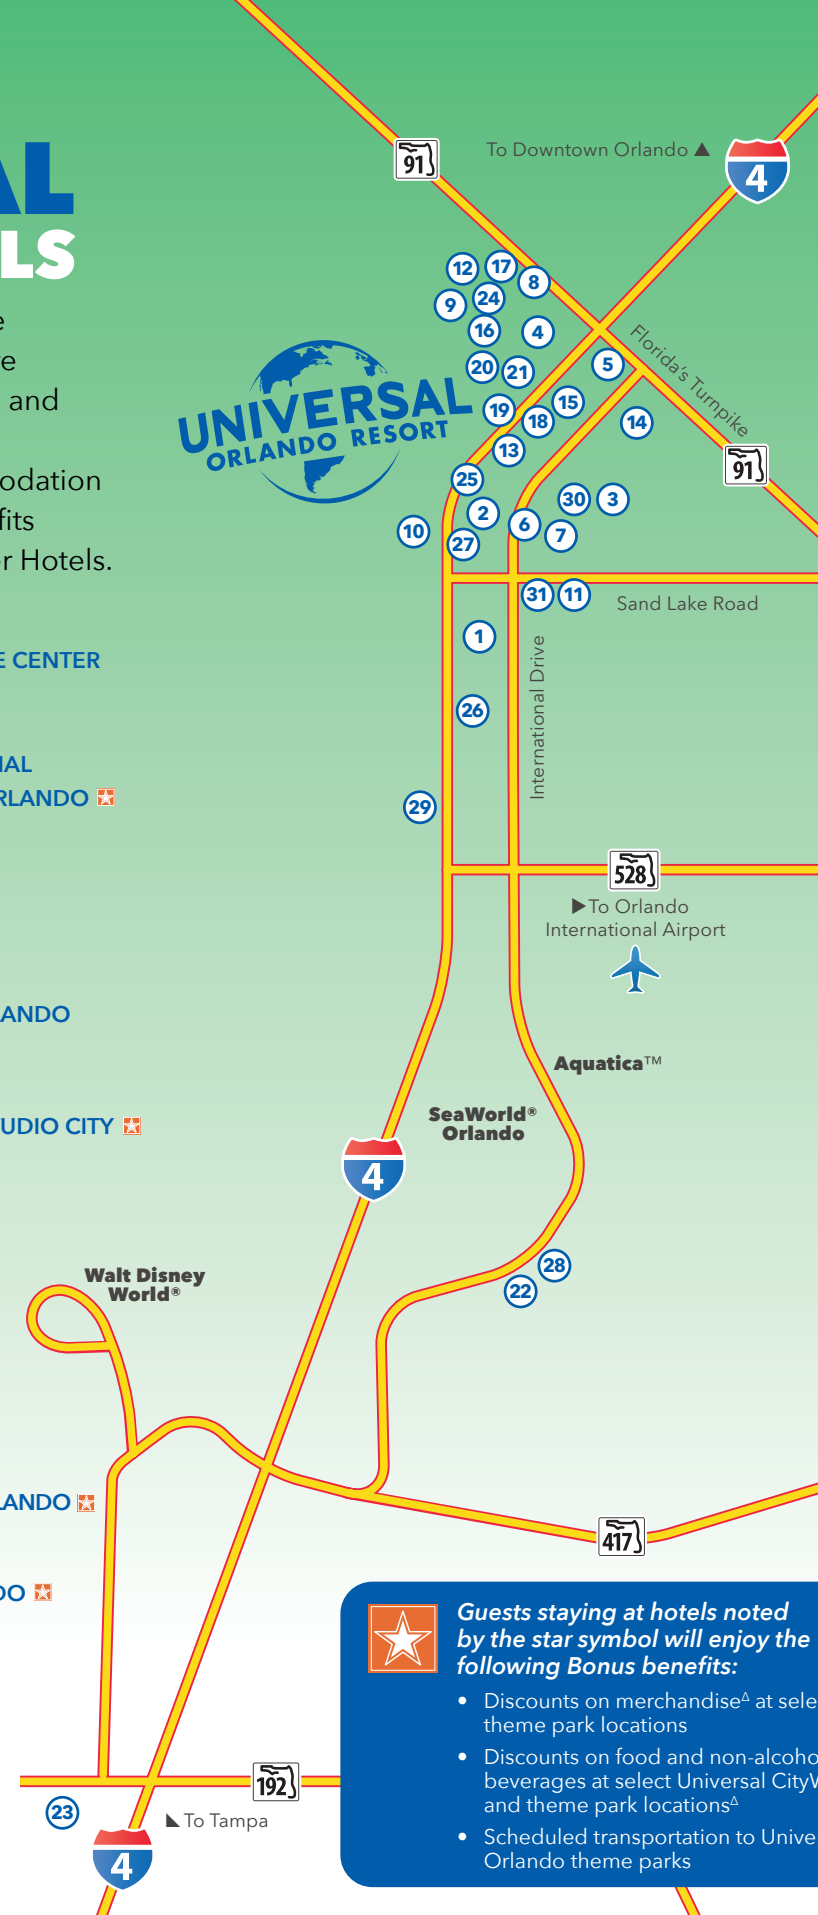 AL
LS
e
e
and
odation
fits
r Hotels.
E CENTER
IAL
RLANDO
ANDO
TUDIO CITY
LANDO
DO
91
To Downtown Orlando ▲
4
12
17
8
9
24
16
4
5
Florida's Turnpike
20
21
UNIVERSAL
ORLANDO RESORT
19
18
15
14
13
91
25
30
3
2
10
27
6
7
31
11
Sand Lake Road
1
International Drive
26
29
528
▶To Orlando
International Airport
Aquatica™
SeaWorld®
Orlando
4
Walt Disney
World®
28
22
417
192
23
◣ To Tampa
4
Guests staying at hotels noted
by the star symbol will enjoy the
following Bonus benefits:
• Discounts on merchandise∆ at sele
theme park locations
• Discounts on food and non-alcoho
beverages at select Universal CityW
and theme park locations∆
• Scheduled transportation to Unive
Orlando theme parks